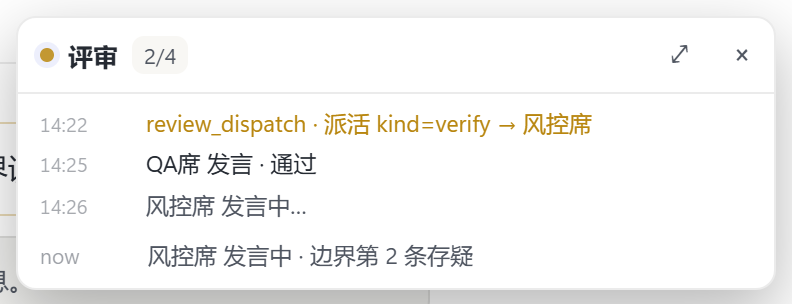 评审 2/4
14:22 review_dispatch · 派活 kind=verify → 风控席
14:25 QA席 发言 · 通过
14:26 风控席 发言中...
now 风控席 发言中 · 边界第 2 条存疑
息。